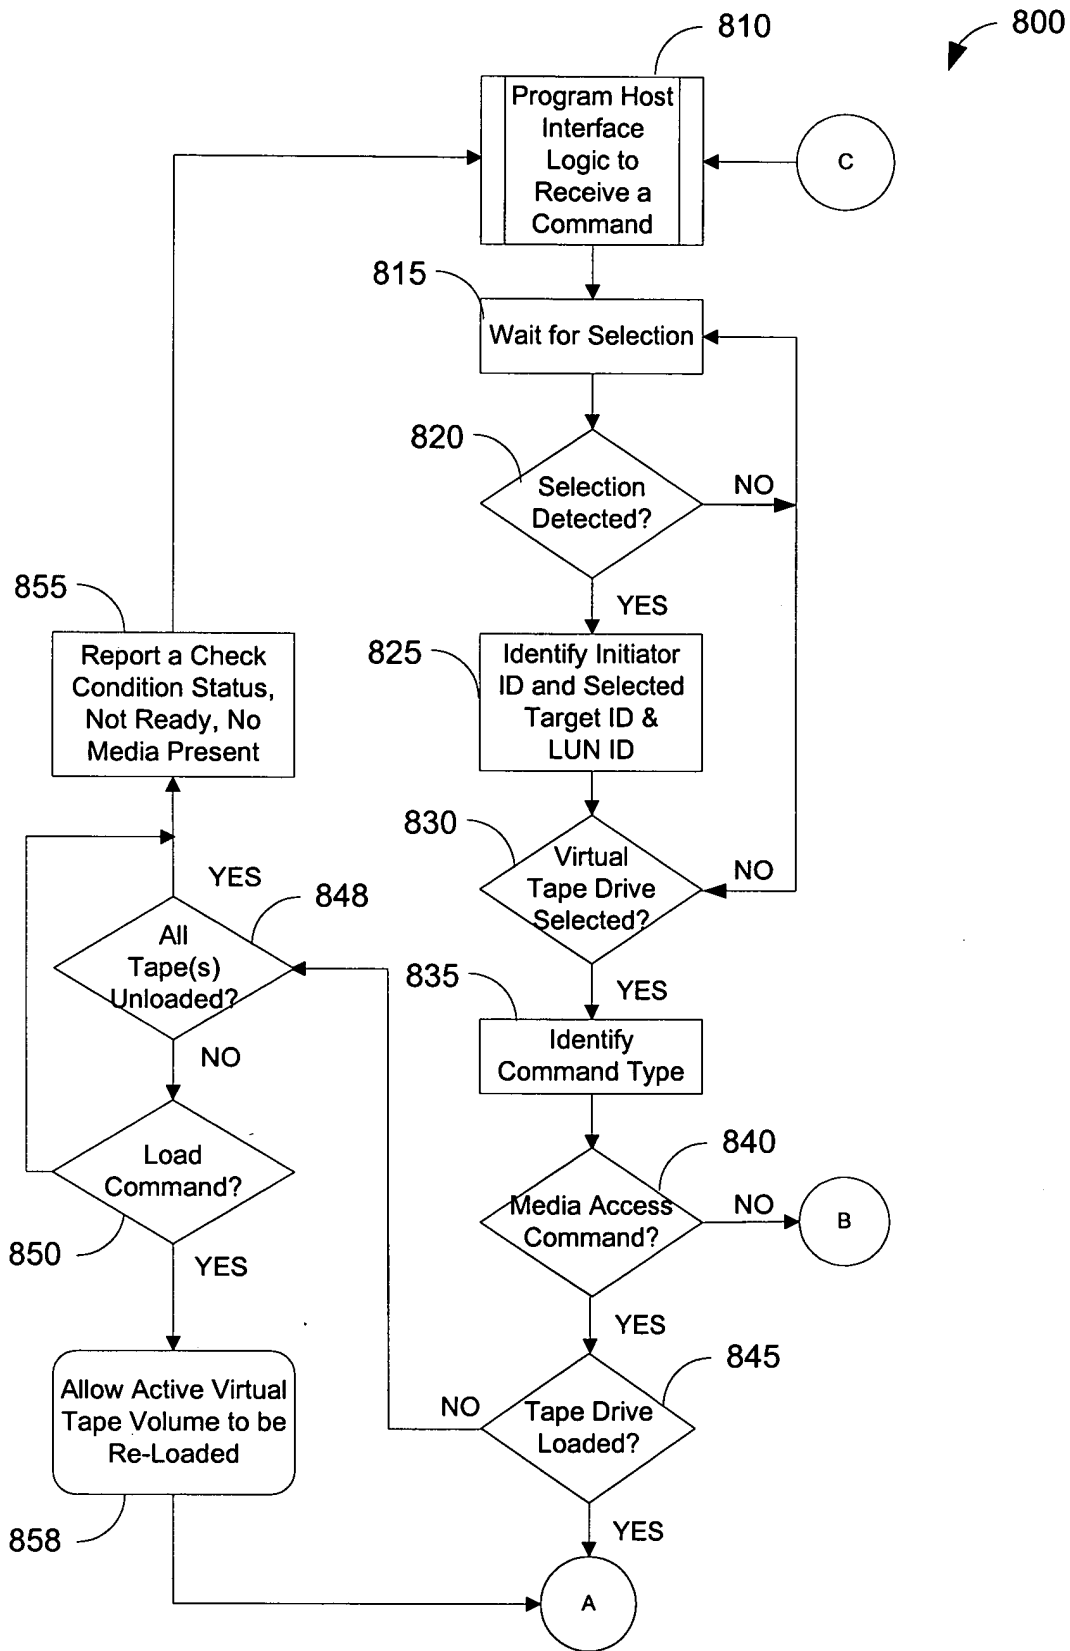 800
810
Program Host
Interface
Logic to
Receive a
Command
C
815
Wait for Selection
820
Selection
Detected?
NO
YES
855
Report a Check
Condition Status,
Not Ready, No
Media Present
825
Identify Initiator
ID and Selected
Target ID &
LUN ID
830
Virtual
Tape Drive
Selected?
NO
YES
YES
848
All
Tape(s)
Unloaded?
NO
835
Identify
Command Type
840
Media Access
Command?
NO
B
YES
Load
Command?
850
YES
845
Tape Drive
Loaded?
NO
YES
Allow Active Virtual
Tape Volume to be
Re-Loaded
858
A